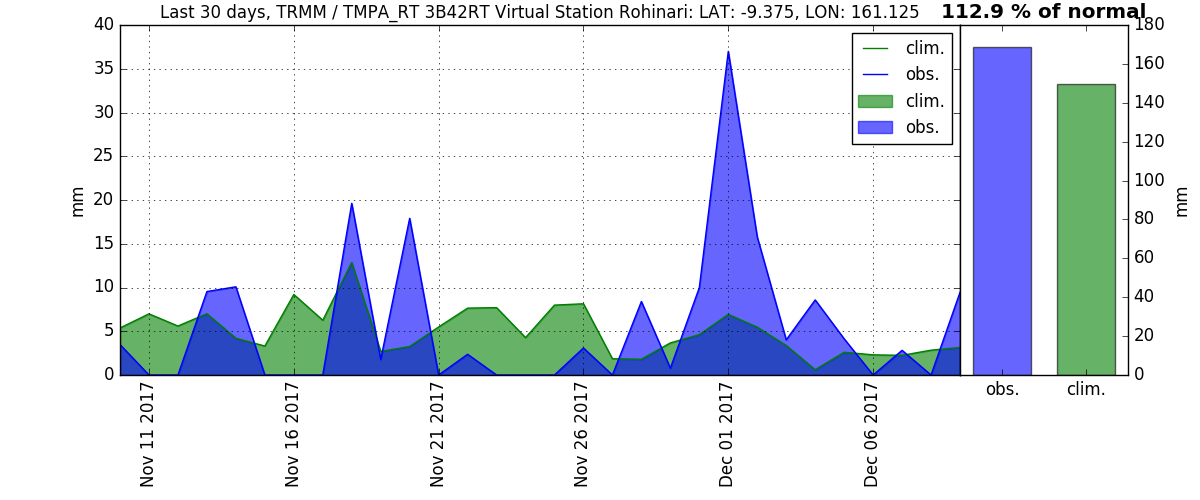 Last 30 days, TRMM / TMPA_RT 3B42RT Virtual Station Rohinari: LAT: -9.375, LON: 161.125
112.9 % of normal
40
35
30
25
20
15
10
5
0
mm
clim.
obs.
clim.
obs.
Nov 11 2017
Nov 16 2017
Nov 21 2017
Nov 26 2017
Dec 01 2017
Dec 06 2017
180
160
140
120
100
80
60
40
20
0
mm
obs.
clim.